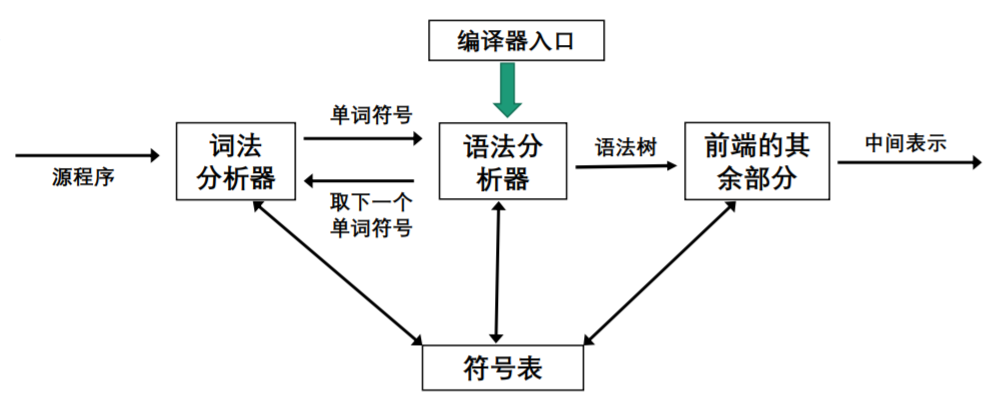 编译器入口
源程序
词法
分析器
单词符号
取下一个
单词符号
语法分
析器
语法树
前端的其
余部分
中间表示
符号表